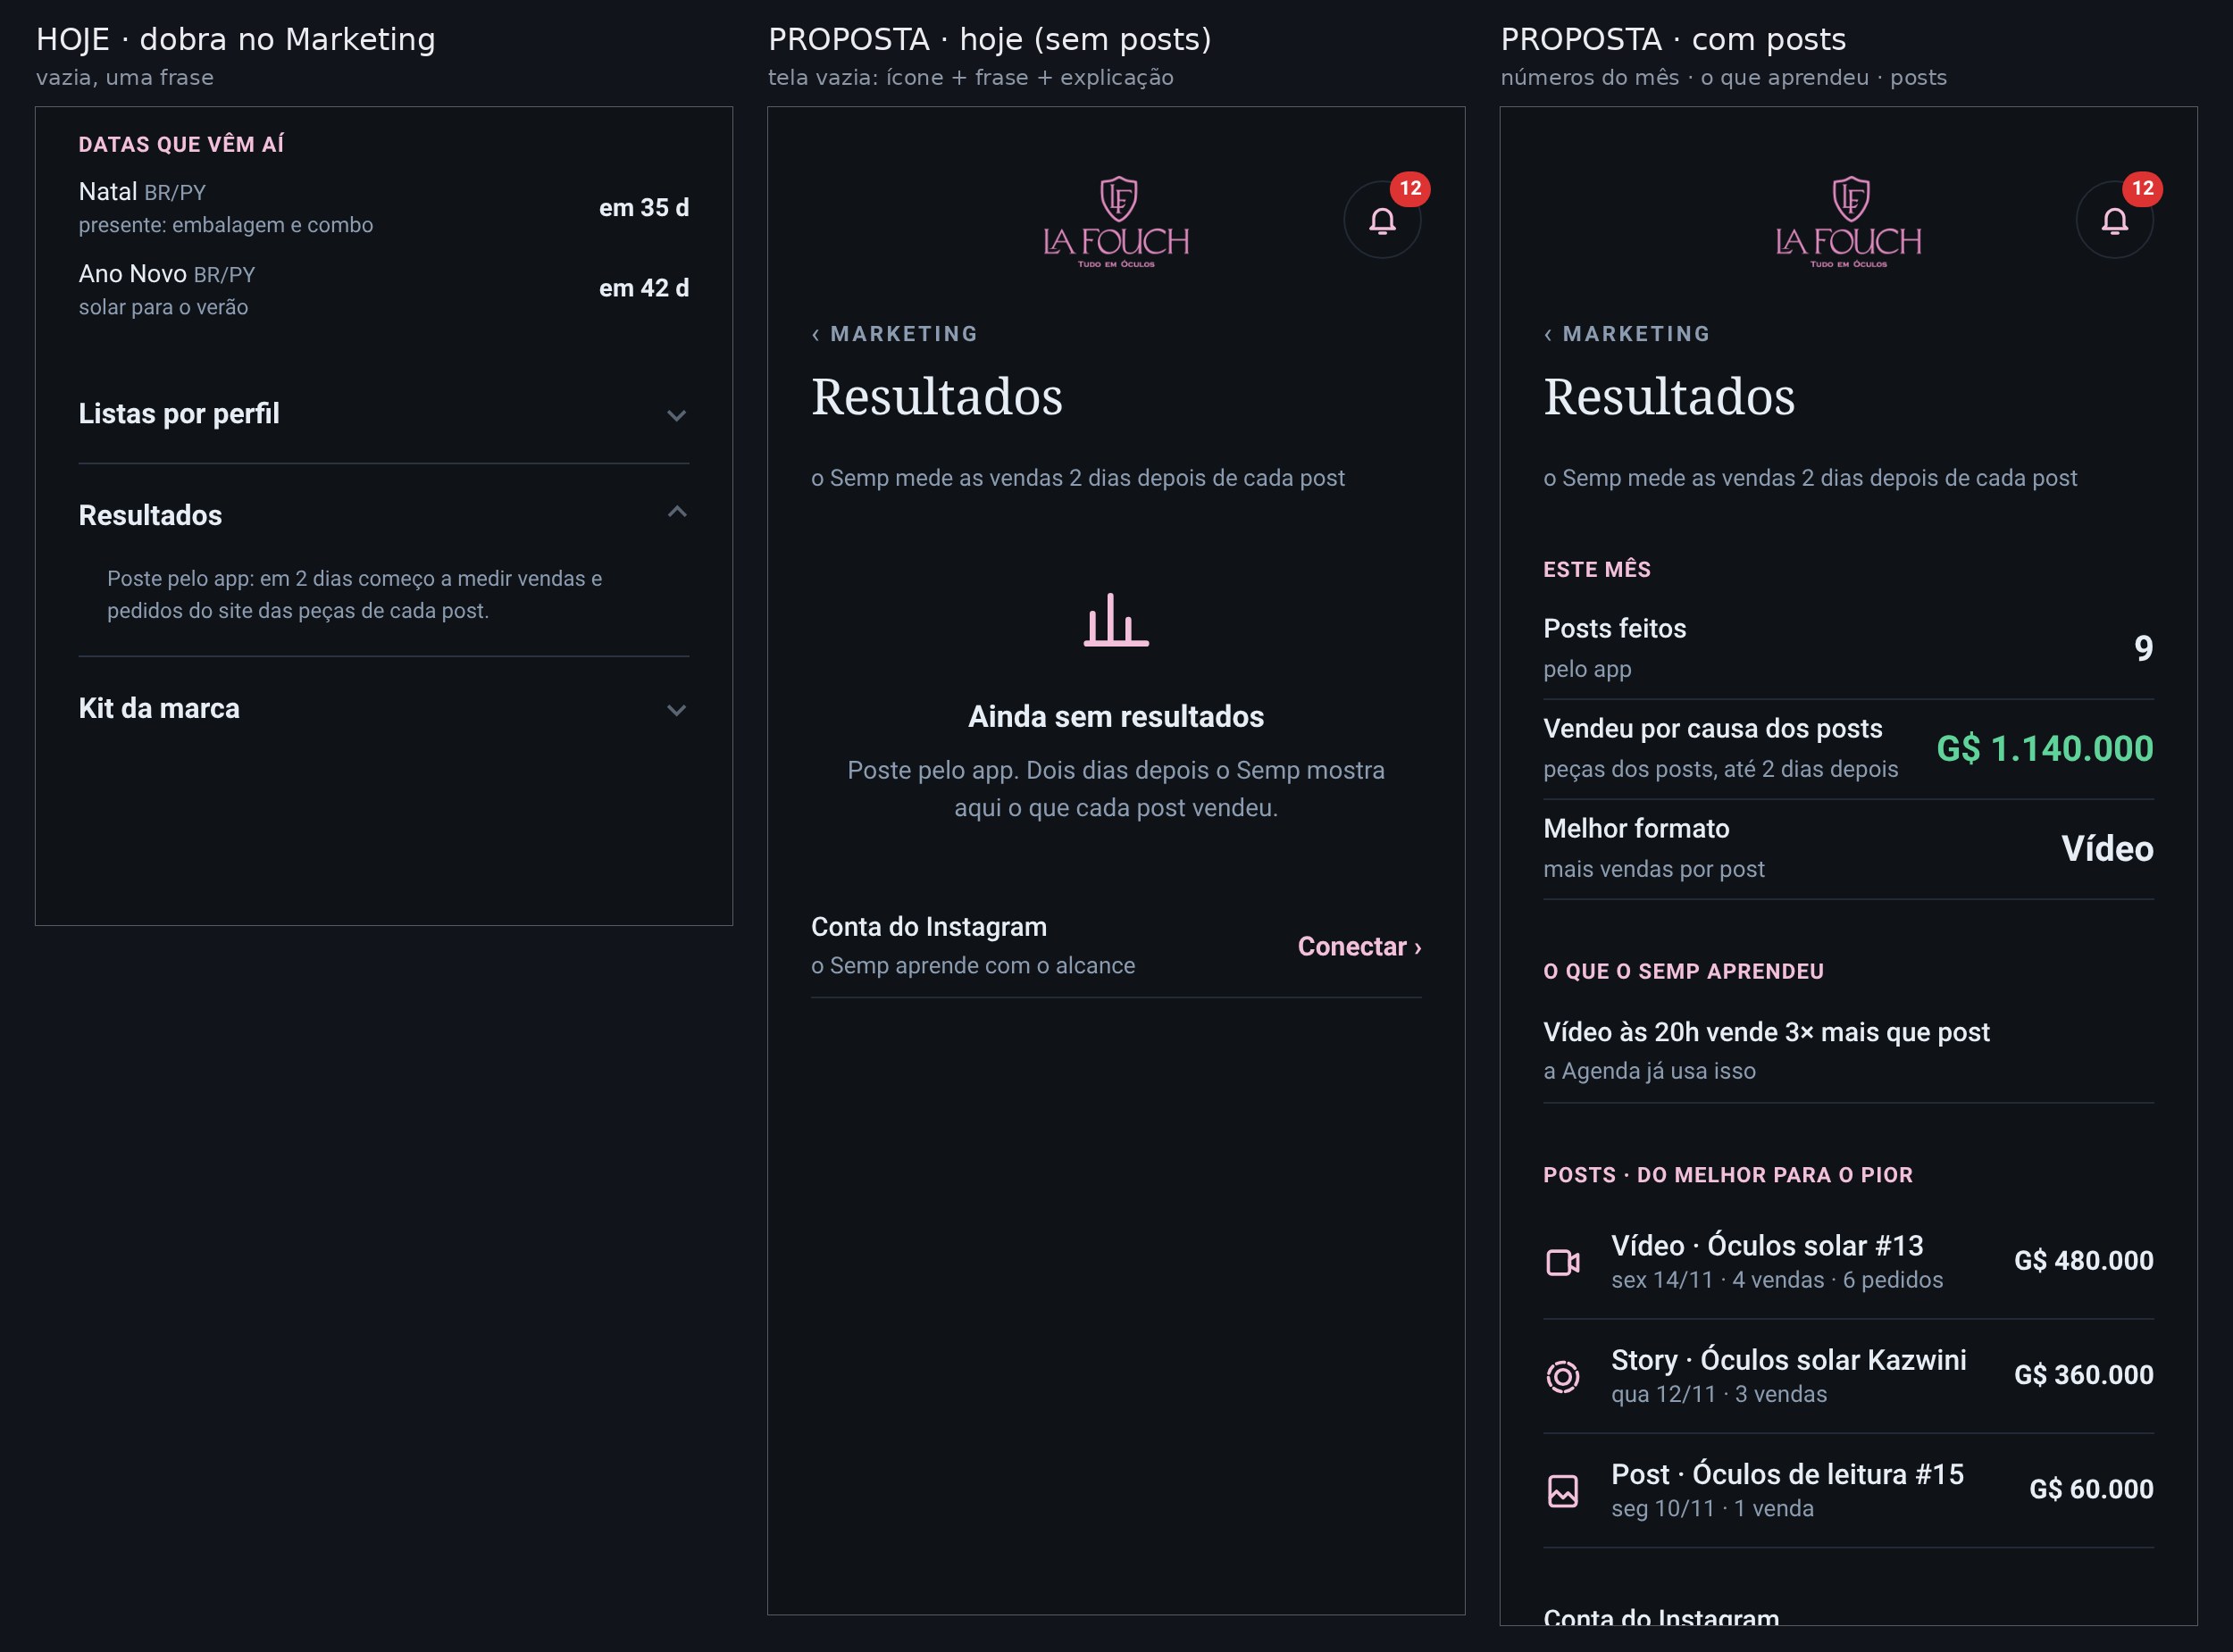 HOJE · dobra no Marketing
vazia, uma frase
DATAS QUE VÊM AÍ
Natal BR/PY
presente: embalagem e combo
em 35 d
Ano Novo BR/PY
solar para o verão
em 42 d
Listas por perfil
Resultados
Poste pelo app: em 2 dias começo a medir vendas e
pedidos do site das peças de cada post.
Kit da marca
PROPOSTA · hoje (sem posts)
tela vazia: ícone + frase + explicação
LF
LA FOUCH
TUDO EM ÓCULOS
12
‹ MARKETING
Resultados
o Semp mede as vendas 2 dias depois de cada post
Ainda sem resultados
Poste pelo app. Dois dias depois o Semp mostra
aqui o que cada post vendeu.
Conta do Instagram
o Semp aprende com o alcance
Conectar ›
PROPOSTA · com posts
números do mês · o que aprendeu · posts
LF
LA FOUCH
TUDO EM ÓCULOS
12
‹ MARKETING
Resultados
o Semp mede as vendas 2 dias depois de cada post
ESTE MÊS
Posts feitos
pelo app
9
Vendeu por causa dos posts
peças dos posts, até 2 dias depois
G$ 1.140.000
Melhor formato
mais vendas por post
Vídeo
O QUE O SEMP APRENDEU
Vídeo às 20h vende 3× mais que post
a Agenda já usa isso
POSTS · DO MELHOR PARA O PIOR
Vídeo · Óculos solar #13
sex 14/11 · 4 vendas · 6 pedidos
G$ 480.000
Story · Óculos solar Kazwini
qua 12/11 · 3 vendas
G$ 360.000
Post · Óculos de leitura #15
seg 10/11 · 1 venda
G$ 60.000
Conta do Instagram